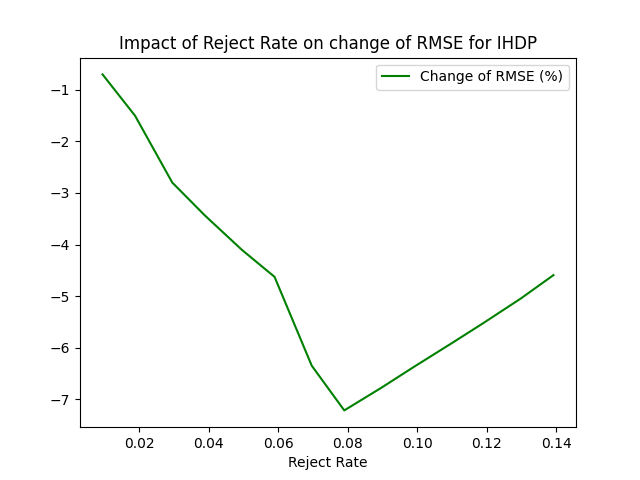 Impact of Reject Rate on change of RMSE for IHDP
Change of RMSE (%)
−1
−2
−3
−4
−5
−6
−7
0.02 0.04 0.06 0.08 0.10 0.12 0.14
Reject Rate